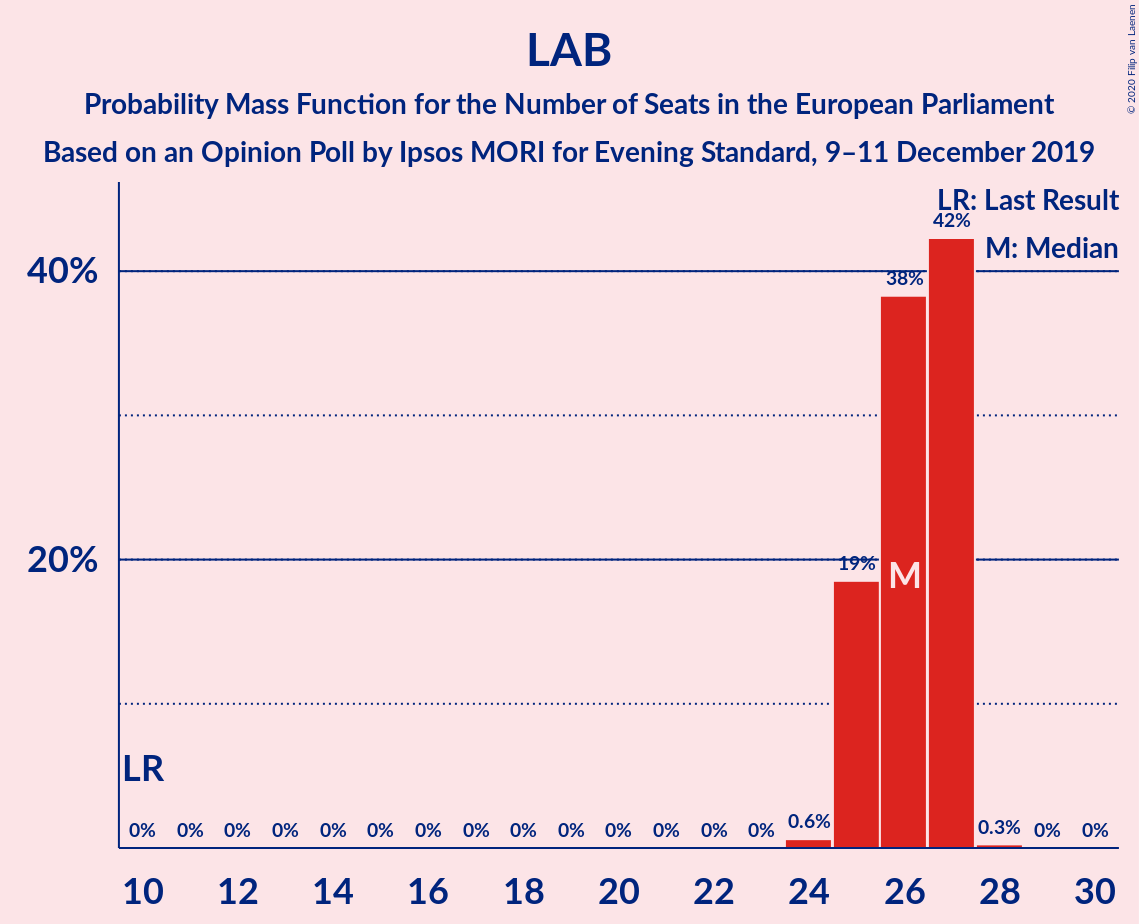 LAB
Probability Mass Function for the Number of Seats in the European Parliament
Based on an Opinion Poll by Ipsos MORI for Evening Standard, 9–11 December 2019
© 2020 Filip van Laenen
LR: Last Result
M: Median
42%
40%
38%
20%
19%
M
LR
0% 0% 0% 0% 0% 0% 0% 0% 0% 0% 0% 0% 0% 0% 0.6% 0.3% 0% 0%
10 12 14 16 18 20 22 24 26 28 30